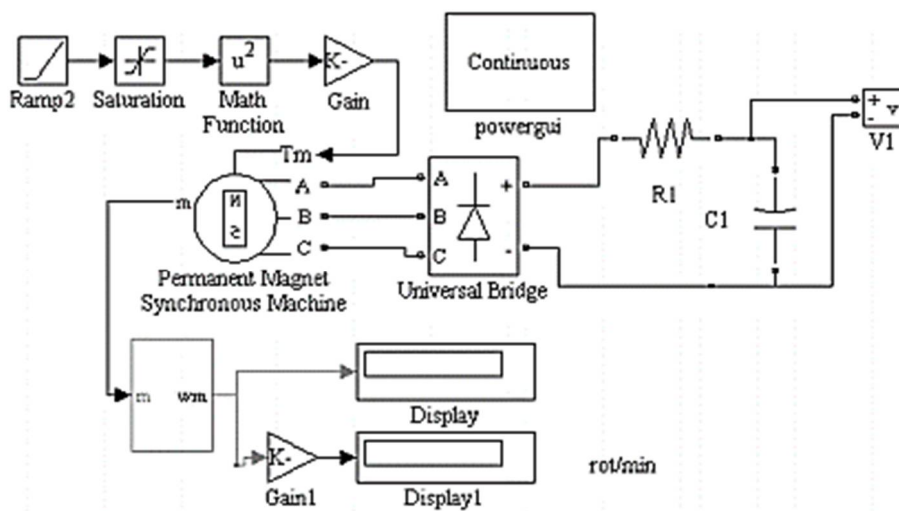 Continuous
powergui
u²
K-
Ramp2
Saturation
Math
Function
Gain
Tm
m
N
S
A
B
C
Permanent Magnet
Synchronous Machine
A
B
C
+
-
Universal Bridge
R1
C1
+
-
v
V1
m
wm
Display
K-
Gain1
Display1
rot/min